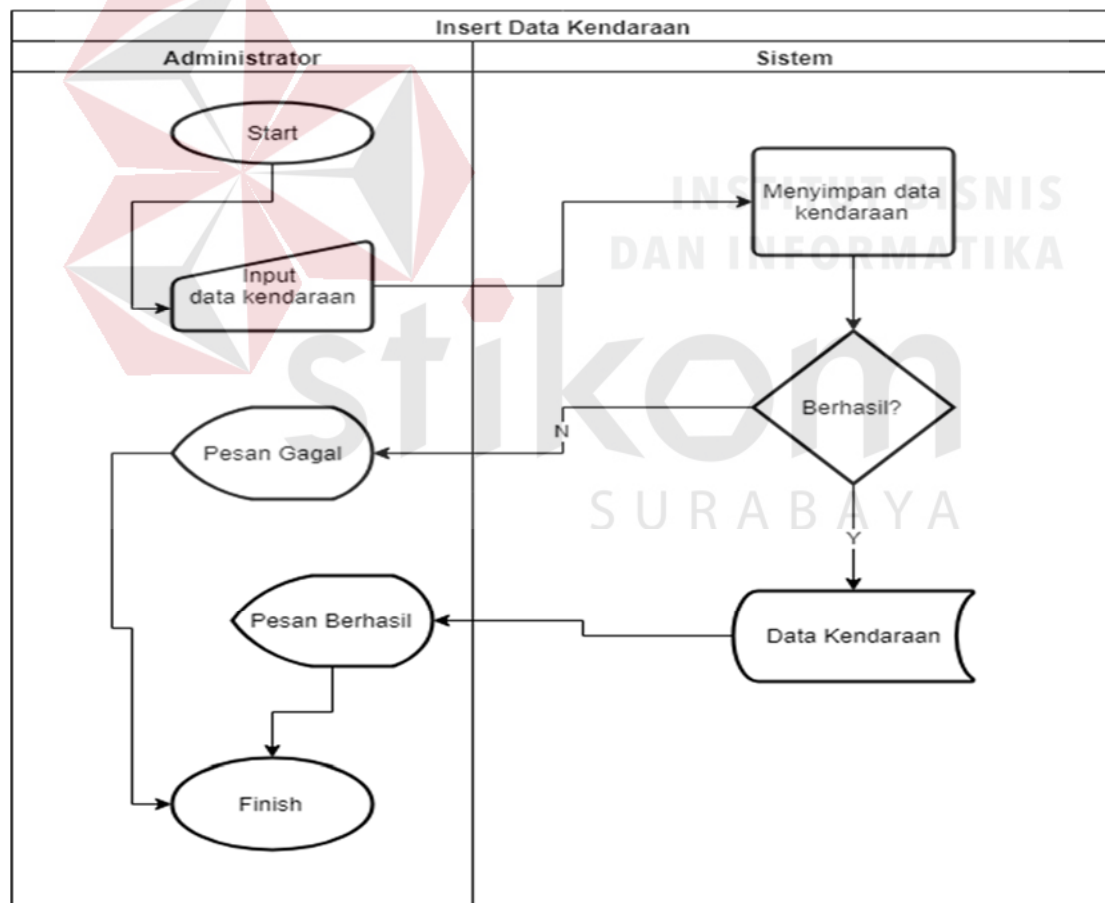 Insert Data Kendaraan
Administrator
Sistem
Start
Menyimpan data
kendaraan
INSTITUT BISNIS
DAN INFORMATIKA
Input
data kendaraan
stikom
Berhasil?
N
Pesan Gagal
SURABAYA
Y
Pesan Berhasil
Data Kendaraan
Finish